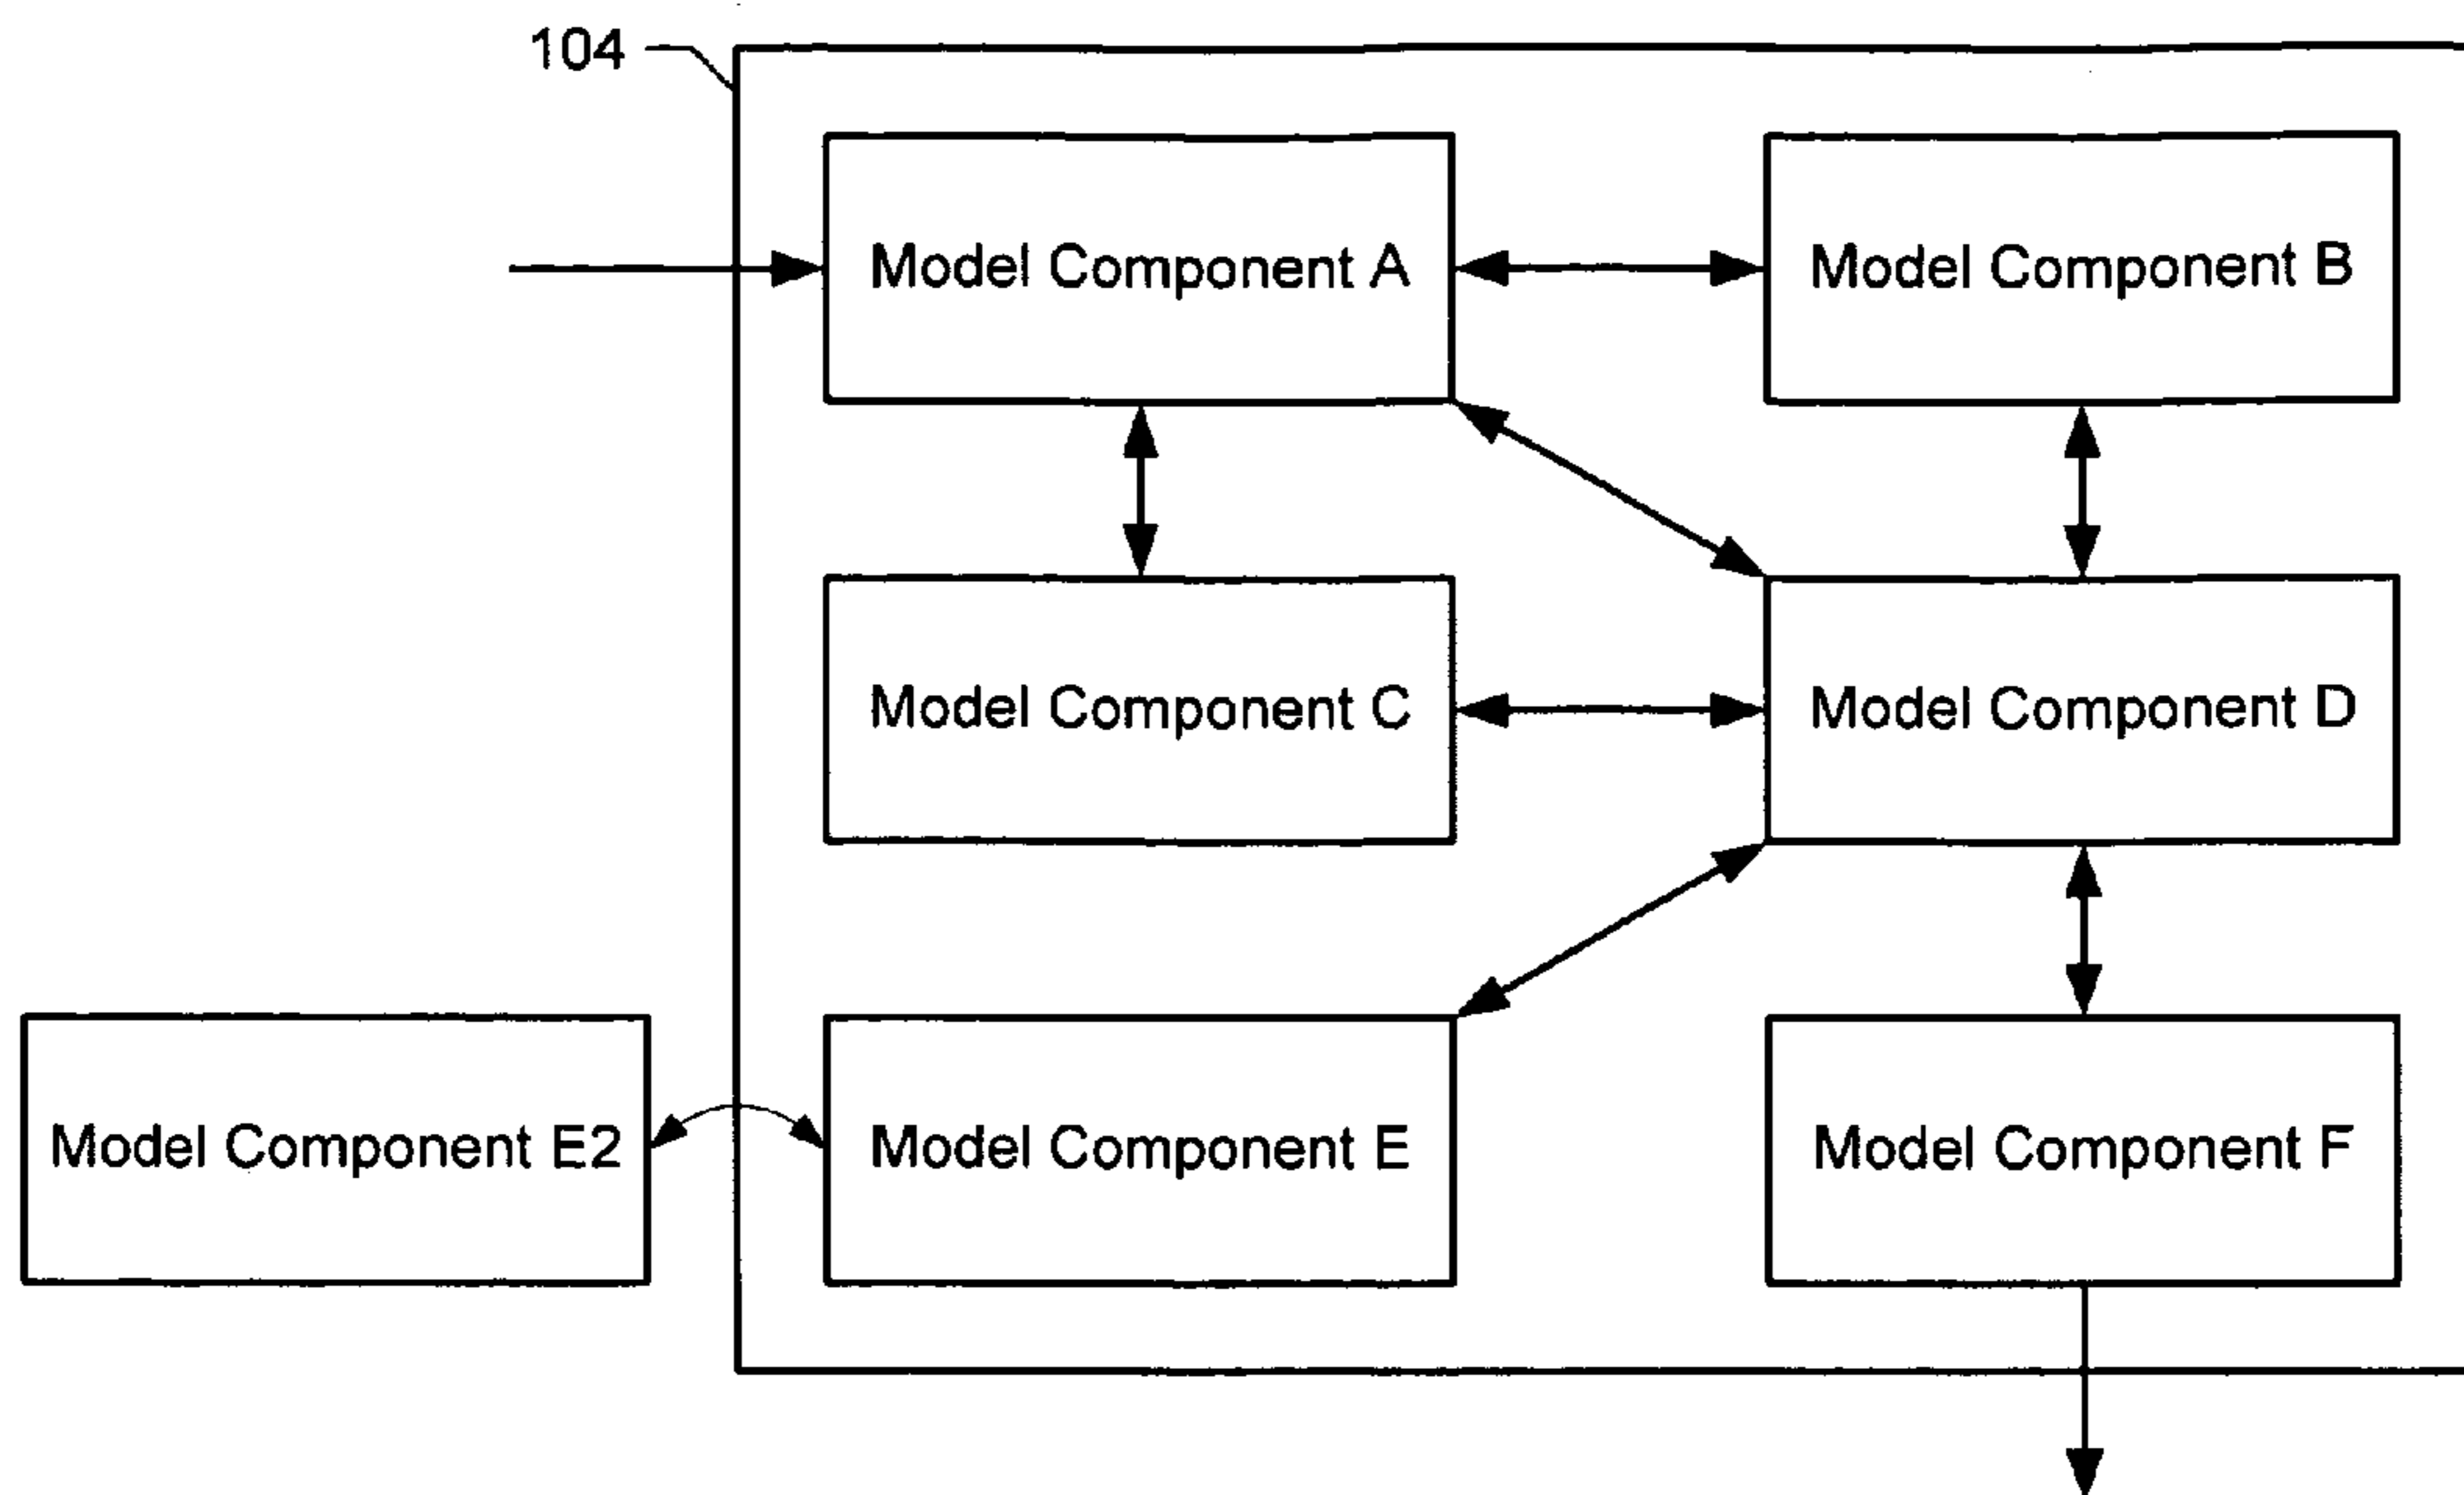 104
Model Component A
Model Component B
Model Component C
Model Component D
Model Component E2
Model Component E
Model Component F